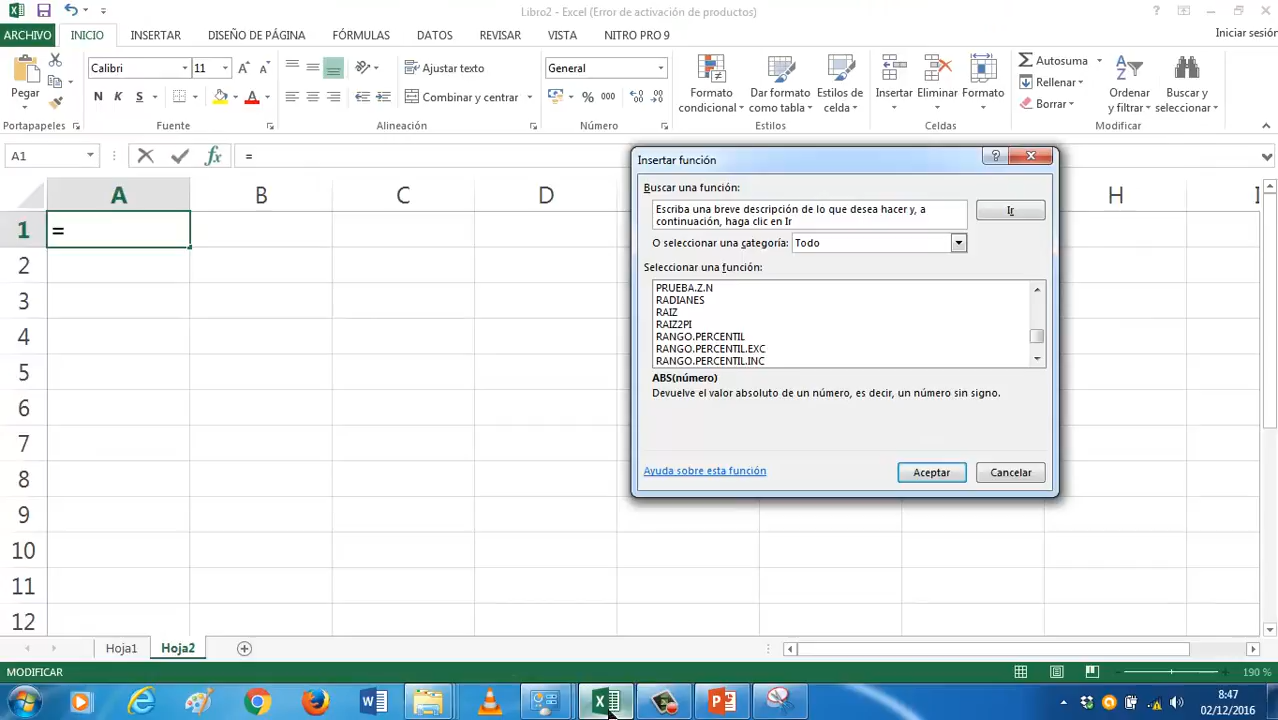 Libro2 - Excel (Error de activación de productos)
ARCHIVO INICIO INSERTAR DISEÑO DE PÁGINA FÓRMULAS DATOS REVISAR VISTA NITRO PRO 9 Iniciar sesión
Pegar
Calibri 11
N K S
Ajustar texto
Combinar y centrar
General
% 000
Formato condicional
Dar formato como tabla
Estilos de celda
Insertar
Eliminar
Formato
Autosuma
Rellenar
Borrar
Ordenar y filtrar
Buscar y seleccionar
Portapapeles Fuente Alineación Número Estilos Celdas Modificar
A1 fx =
A B C D H I
1 =
2
3
4
5
6
7
8
9
10
11
12
Insertar función
Buscar una función:
Escriba una breve descripción de lo que desea hacer y, a
continuación, haga clic en Ir
Ir
O seleccionar una categoría: Todo
Seleccionar una función:
PRUEBA.Z.N
RADIANES
RAIZ
RAIZ2PI
RANGO.PERCENTIL
RANGO.PERCENTIL.EXC
RANGO.PERCENTIL.INC
ABS(número)
Devuelve el valor absoluto de un número, es decir, un número sin signo.
Ayuda sobre esta función
Aceptar Cancelar
Hoja1 Hoja2
MODIFICAR 190 %
8:47
02/12/2016